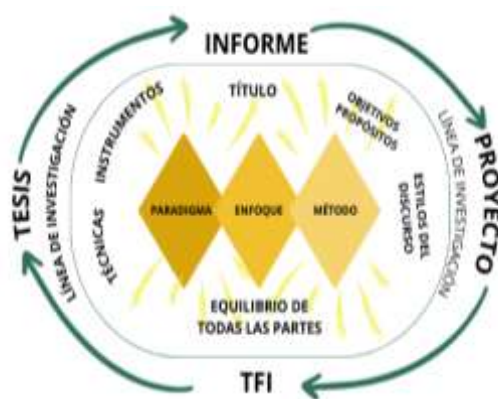 INFORME
TÍTULO
INSTRUMENTOS
OBJETIVOS
PROPÓSITOS
LÍNEA DE INVESTIGACIÓN
TESIS
PARADIGMA
ENFOQUE
MÉTODO
ESTILOS DEL
DISCURSO
LÍNEA DE INVESTIGACIÓN
PROYECTO
TÉCNICAS
EQUILIBRIO DE
TODAS LAS PARTES
TFI